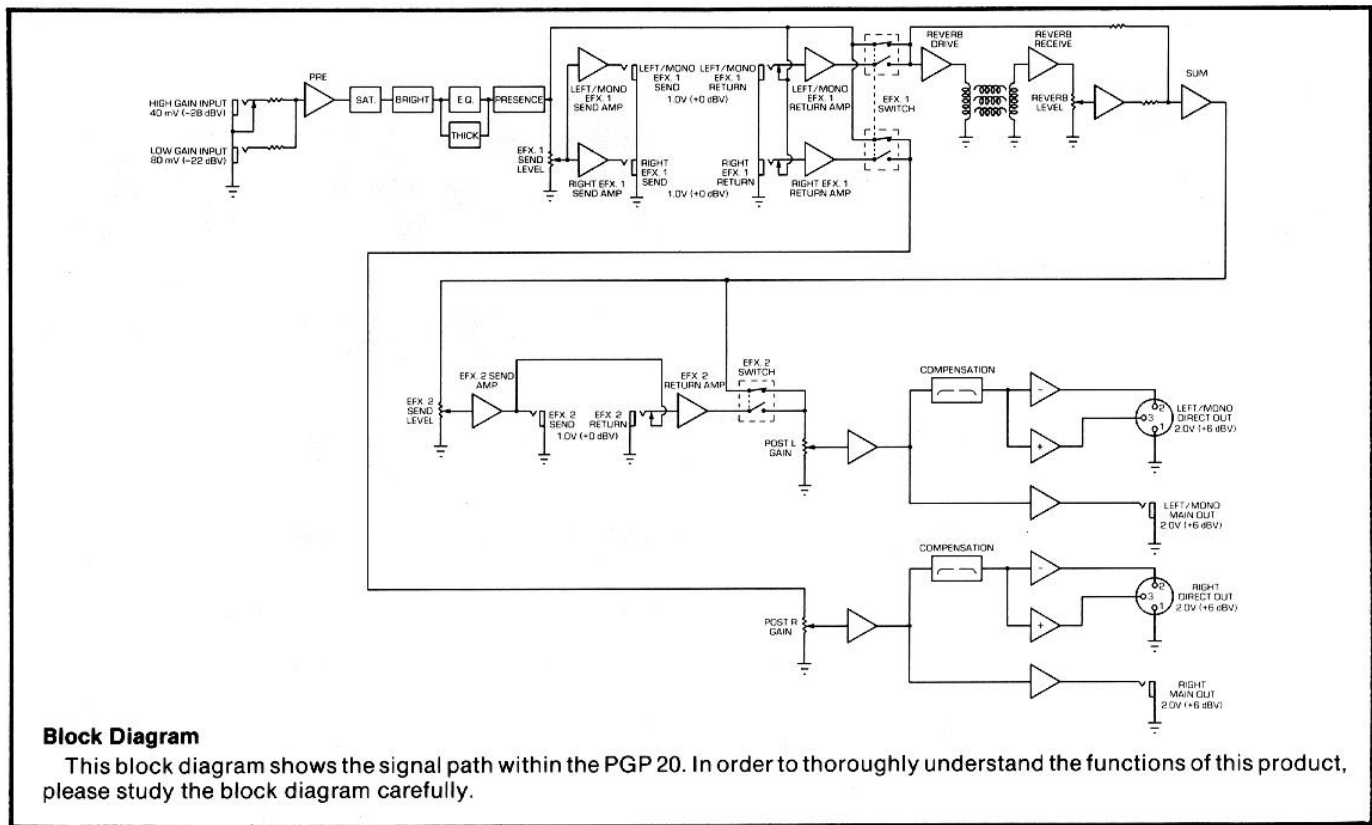 PRE
HIGH GAIN INPUT
40 mV (-28 dBV)
LOW GAIN INPUT
80 mV (-22 dBV)
SAT.
BRIGHT
E.Q.
THICK
PRESENCE
EFX. 1
SEND
LEVEL
LEFT/MONO
EFX. 1
SEND AMP
RIGHT EFX. 1
SEND AMP
LEFT/MONO
EFX. 1
SEND
1.0V (+0 dBV)
RIGHT
EFX. 1
SEND
1.0V (+0 dBV)
LEFT/MONO
EFX. 1
RETURN
RIGHT
EFX. 1
RETURN
LEFT/MONO
EFX. 1
RETURN AMP
RIGHT EFX. 1
RETURN AMP
EFX. 1
SWITCH
REVERB
DRIVE
REVERB
RECEIVE
REVERB
LEVEL
SUM
EFX. 2
SEND
LEVEL
EFX. 2 SEND
AMP
EFX. 2
SEND
1.0V (+0 dBV)
EFX. 2
RETURN
EFX. 2
RETURN AMP
EFX. 2
SWITCH
POST L
GAIN
COMPENSATION
-
+
2
3
1
LEFT/MONO
DIRECT OUT
2.0V (+6 dBV)
LEFT/MONO
MAIN OUT
2.0V (+6 dBV)
POST R
GAIN
COMPENSATION
-
+
2
3
1
RIGHT
DIRECT OUT
2.0V (+6 dBV)
RIGHT
MAIN OUT
2.0V (+6 dBV)
Block Diagram
This block diagram shows the signal path within the PGP 20. In order to thoroughly understand the functions of this product,
please study the block diagram carefully.